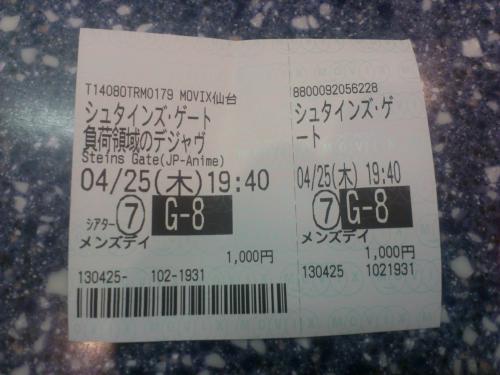 T14080TRM0179 MOVIX仙台
シュタインズ・ゲート
負荷領域のデジャヴ
Steins Gate(JP-Anime)
04/25(木)19:40
シアター ⑦ G-8
メンズデイ
1,000円
130425- 102-1931
8800092056228
シュタインズ・ゲ
ート
04/25(木) 19:40
⑦ G-8
メンズデイ
1,000円
130425 1021931
MOVIX